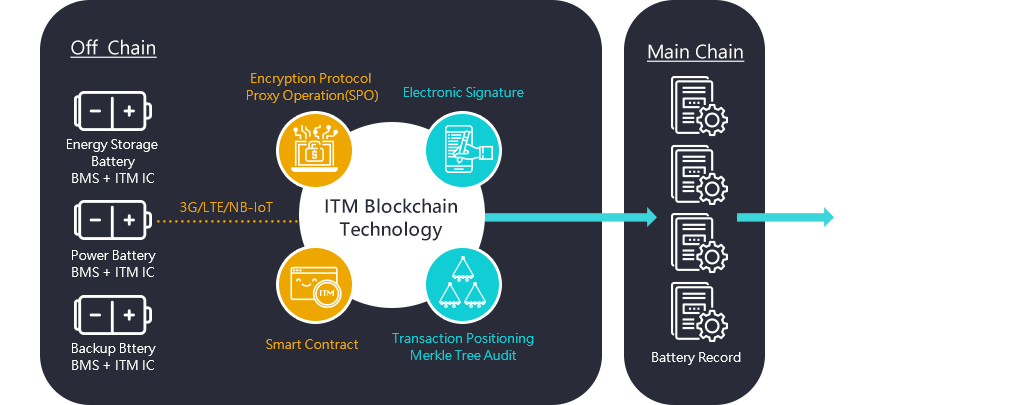 Off Chain
Energy Storage
Battery
BMS + ITM IC
Power Battery
BMS + ITM IC
Backup Bttery
BMS + ITM IC
3G/LTE/NB-IoT
Encryption Protocol
Proxy Operation(SPO)
Electronic Signature
ITM Blockchain
Technology
ITM
Smart Contract
Transaction Positioning
Merkle Tree Audit
Main Chain
Battery Record